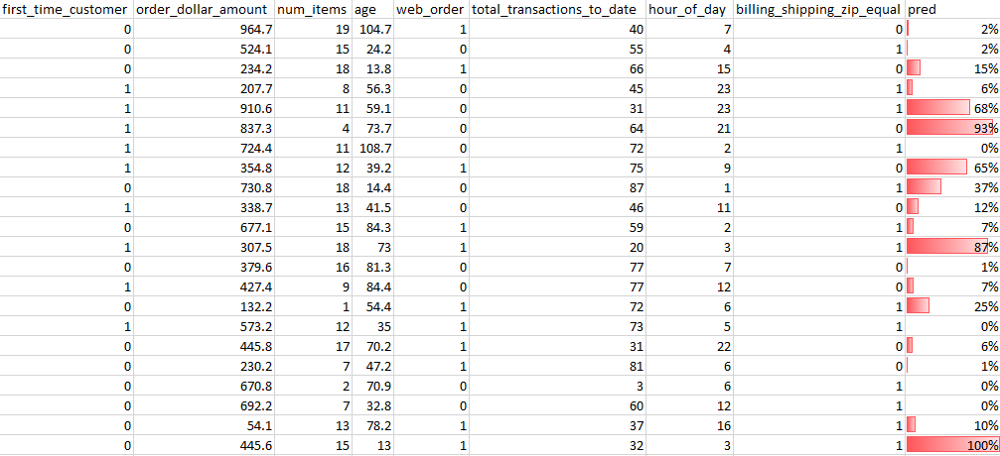 first_time_customer order_dollar_amount num_items age web_order total_transactions_to_date hour_of_day billing_shipping_zip_equal pred
0 964.7 19 104.7 1 40 7 0 2%
0 524.1 15 24.2 0 55 4 1 2%
0 234.2 18 13.8 1 66 15 0 15%
1 207.7 8 56.3 0 45 23 1 6%
1 910.6 11 59.1 0 31 23 1 68%
1 837.3 4 73.7 0 64 21 0 93%
1 724.4 11 108.7 0 72 2 1 0%
1 354.8 12 39.2 1 75 9 0 65%
0 730.8 18 14.4 0 87 1 1 37%
1 338.7 13 41.5 0 46 11 0 12%
0 677.1 15 84.3 1 59 2 1 7%
1 307.5 18 73 1 20 3 1 87%
0 379.6 16 81.3 0 77 7 0 1%
1 427.4 9 84.4 0 77 12 0 7%
0 132.2 1 54.4 1 72 6 1 25%
1 573.2 12 35 1 73 5 1 0%
0 445.8 17 70.2 1 31 22 0 6%
0 230.2 7 47.2 1 81 6 0 1%
0 670.8 2 70.9 0 3 6 1 0%
0 692.2 7 32.8 0 60 12 1 0%
0 54.1 13 78.2 1 37 16 1 10%
0 445.6 15 13 1 32 3 1 100%